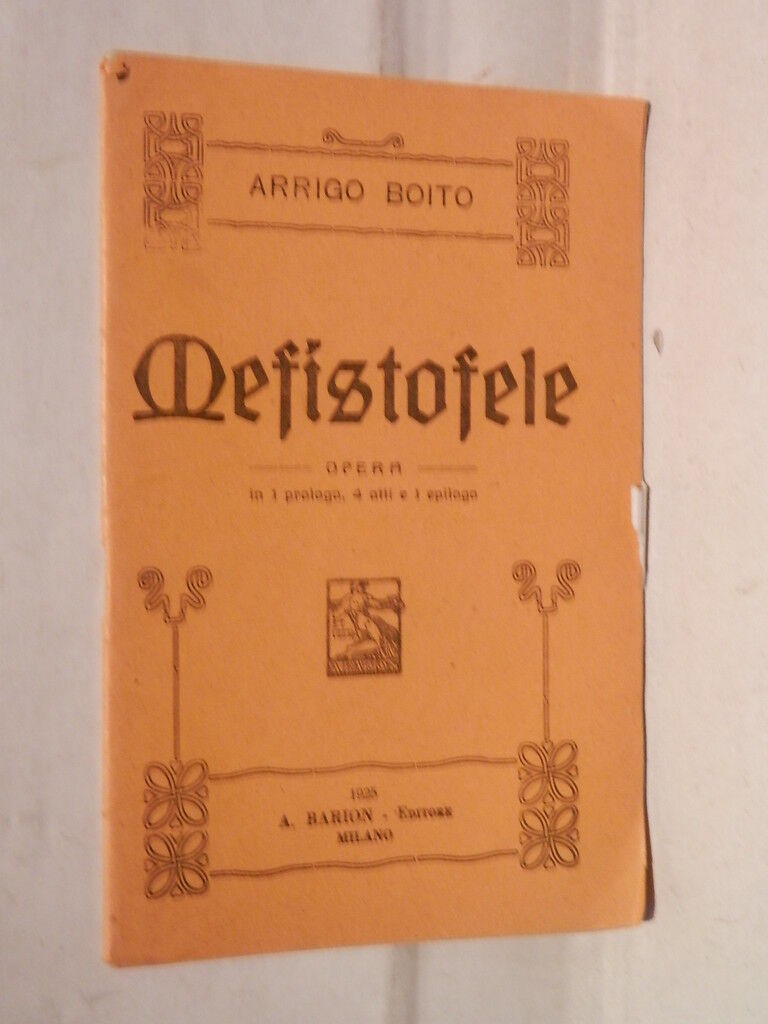 ARRIGO BOITO
Mefistofele
OPERA
in 1 prologo, 4 atti e 1 epilogo
1925
A. BARION - EDITORE
MILANO